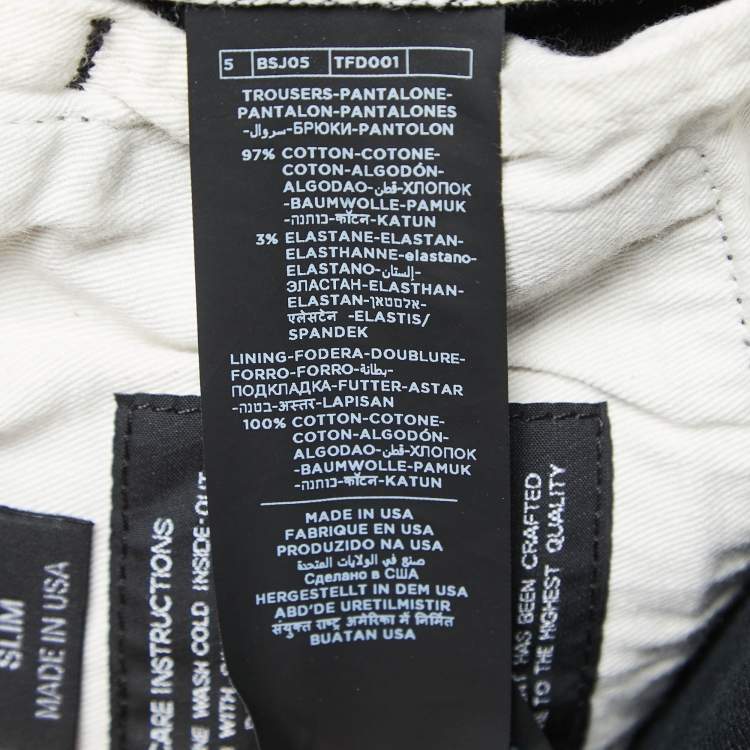 5 BSJ05 TFD001
TROUSERS-PANTALONE-
PANTALON-PANTALONES
-سروال-БРЮКИ-PANTOLON
97% COTTON-COTONE-
COTON-ALGODÓN-
ALGODAO-قطن-ХЛОПОК
-BAUMWOLLE-PAMUK
-כותנה-कॉटन-KATUN
3% ELASTANE-ELASTAN-
ELASTHANNE-elastano-
ELASTANO-إلستان-
ЭЛАСТАН-ELASTHAN-
ELASTAN-אלסטאן-
एलेसटेन -ELASTIS/
SPANDEK
LINING-FODERA-DOUBLURE-
FORRO-FORRO-بطانة-
ПОДКЛАДКА-FUTTER-ASTAR
-בטנה-अस्तर-LAPISAN
100% COTTON-COTONE-
COTON-ALGODÓN-
ALGODAO-قطن-ХЛОПОК
-BAUMWOLLE-PAMUK
-כותנה-कॉटन-KATUN
MADE IN USA
FABRIQUE EN USA
PRODUZIDO NA USA
صنع في الولايات المتحدة
Сделано в США
HERGESTELLT IN DEM USA
ABD'DE URETILMISTIR
संयुक्त राष्ट्र अमेरिका में निर्मित
BUATAN USA
SLIM
MADE IN USA
CARE INSTRUCTIONS
WASH COLD INSIDE-OUT
WITH
HAS BEEN CRAFTED
TO THE HIGHEST QUALITY